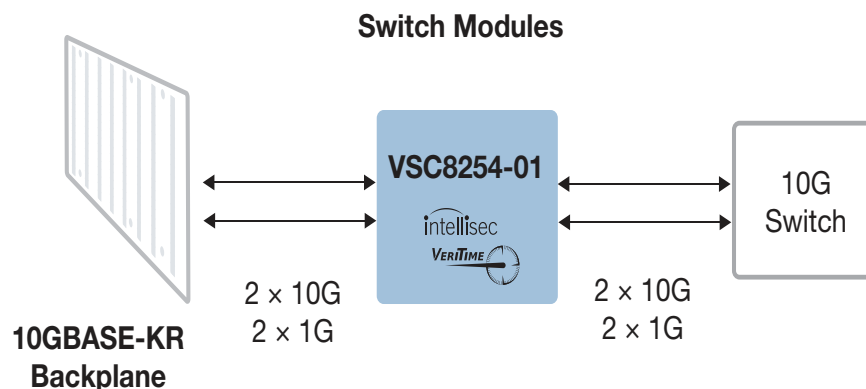 Switch Modules
VSC8254-01
intellisec
VERITIME
10G
Switch
2 × 10G
2 × 1G
2 × 10G
2 × 1G
10GBASE-KR
Backplane